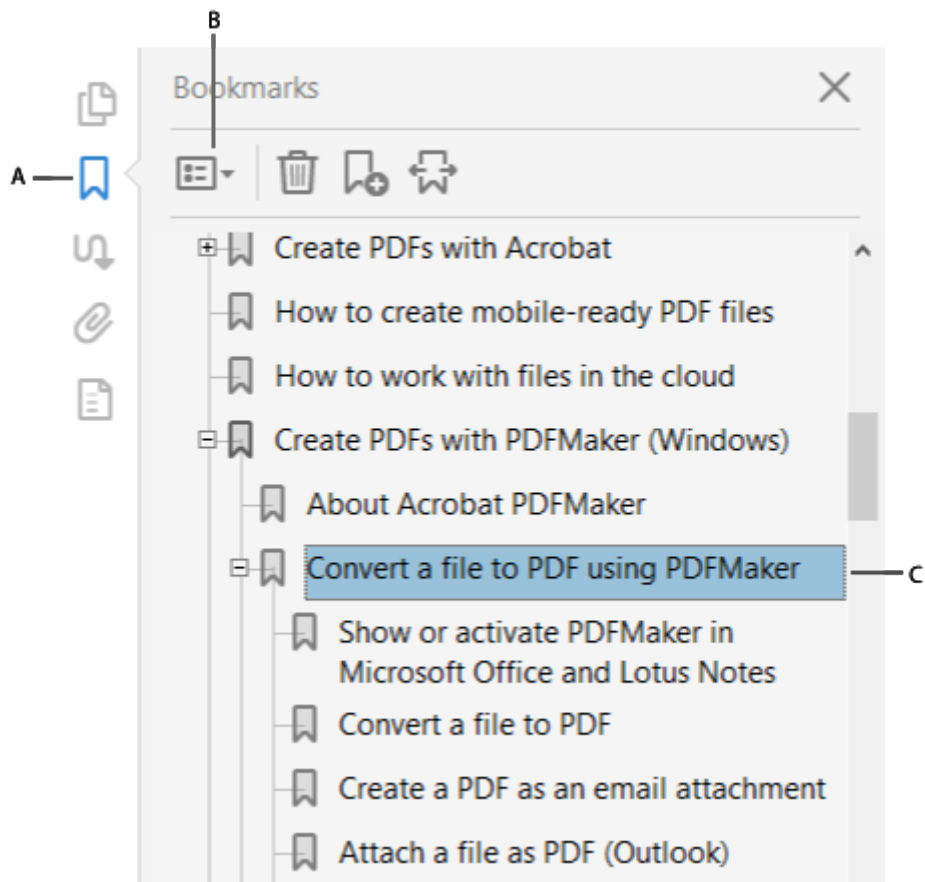 B
Bookmarks
A
Create PDFs with Acrobat
How to create mobile-ready PDF files
How to work with files in the cloud
Create PDFs with PDFMaker (Windows)
About Acrobat PDFMaker
Convert a file to PDF using PDFMaker
C
Show or activate PDFMaker in
Microsoft Office and Lotus Notes
Convert a file to PDF
Create a PDF as an email attachment
Attach a file as PDF (Outlook)